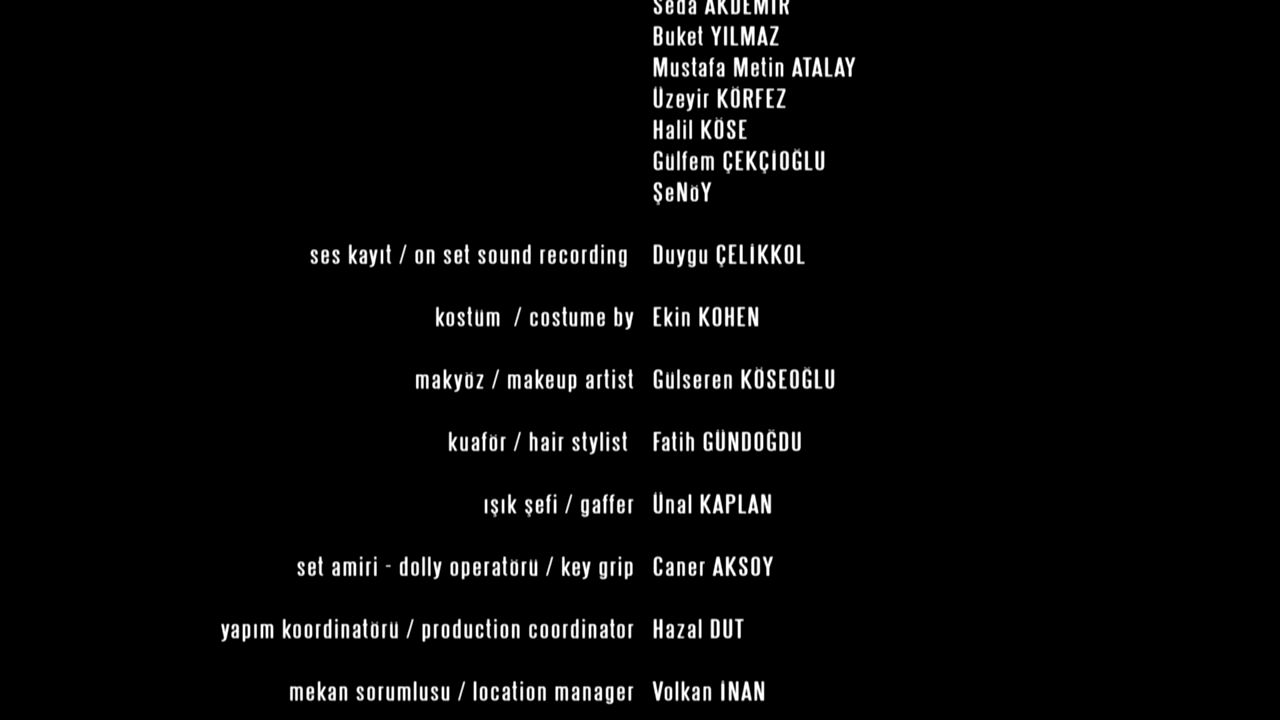 Seda AKDEMİR
Buket YILMAZ
Mustafa Metin ATALAY
Üzeyir KÖRFEZ
Halil KÖSE
Gülfem ÇEKÇİOĞLU
ŞeNöY
ses kayıt / on set sound recording Duygu ÇELİKKOL
kostüm / costume by Ekin KOHEN
makyöz / makeup artist Gülseren KÖSEOĞLU
kuaför / hair stylist Fatih GÜNDOĞDU
ışık şefi / gaffer Ünal KAPLAN
set amiri - dolly operatörü / key grip Caner AKSOY
yapım koordinatörü / production coordinator Hazal DUT
mekan sorumlusu / location manager Volkan İNAN